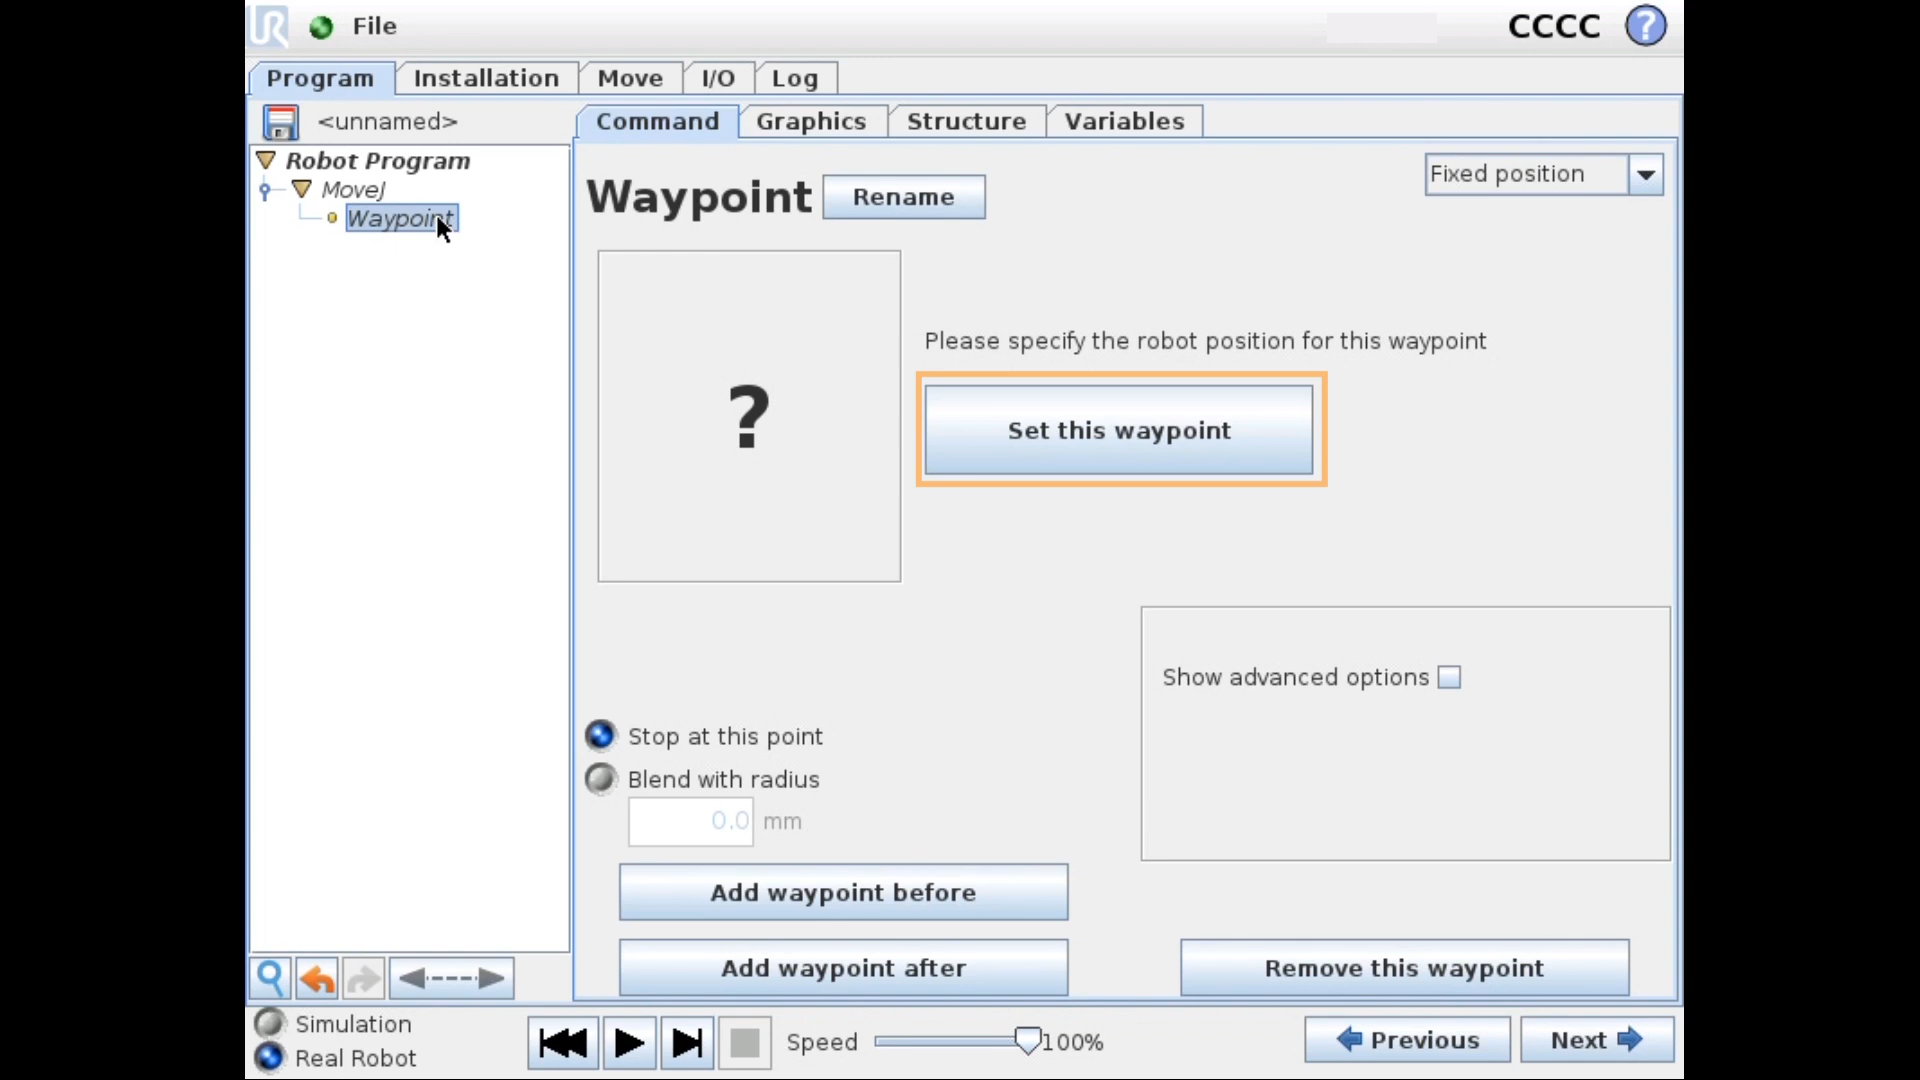 UR File CCCC ?
Program Installation Move I/O Log
<unnamed> Command Graphics Structure Variables
Robot Program
MoveJ
Waypoint
Waypoint Rename Fixed position
Please specify the robot position for this waypoint
?
Set this waypoint
Show advanced options
Stop at this point
Blend with radius
0.0 mm
Add waypoint before
Add waypoint after Remove this waypoint
Simulation
Real Robot
Speed 100% Previous Next